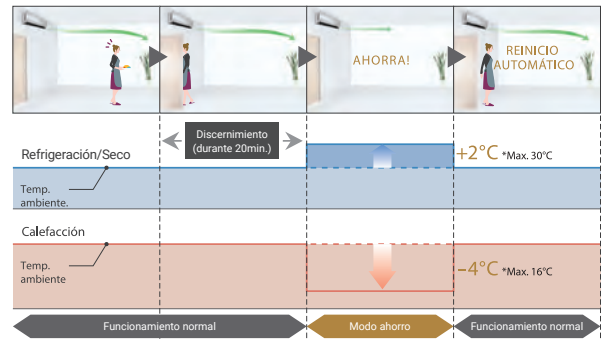 AHORRA!
REINICIO
AUTOMÁTICO
Discernimiento
(durante 20min.)
Refrigeración/Seco
+2°C *Max. 30°C
Temp.
ambiente.
Calefacción
Temp.
ambiente
–4°C *Max. 16°C
Funcionamiento normal
Modo ahorro
Funcionamiento normal